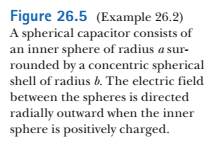 Figure 26.5 (Example 26.2)
A spherical capacitor consists of
an inner sphere of radius a sur-
rounded by a concentric spherical
shell of radius b. The electric field
between the spheres is directed
radially outward when the inner
sphere is positively charged.